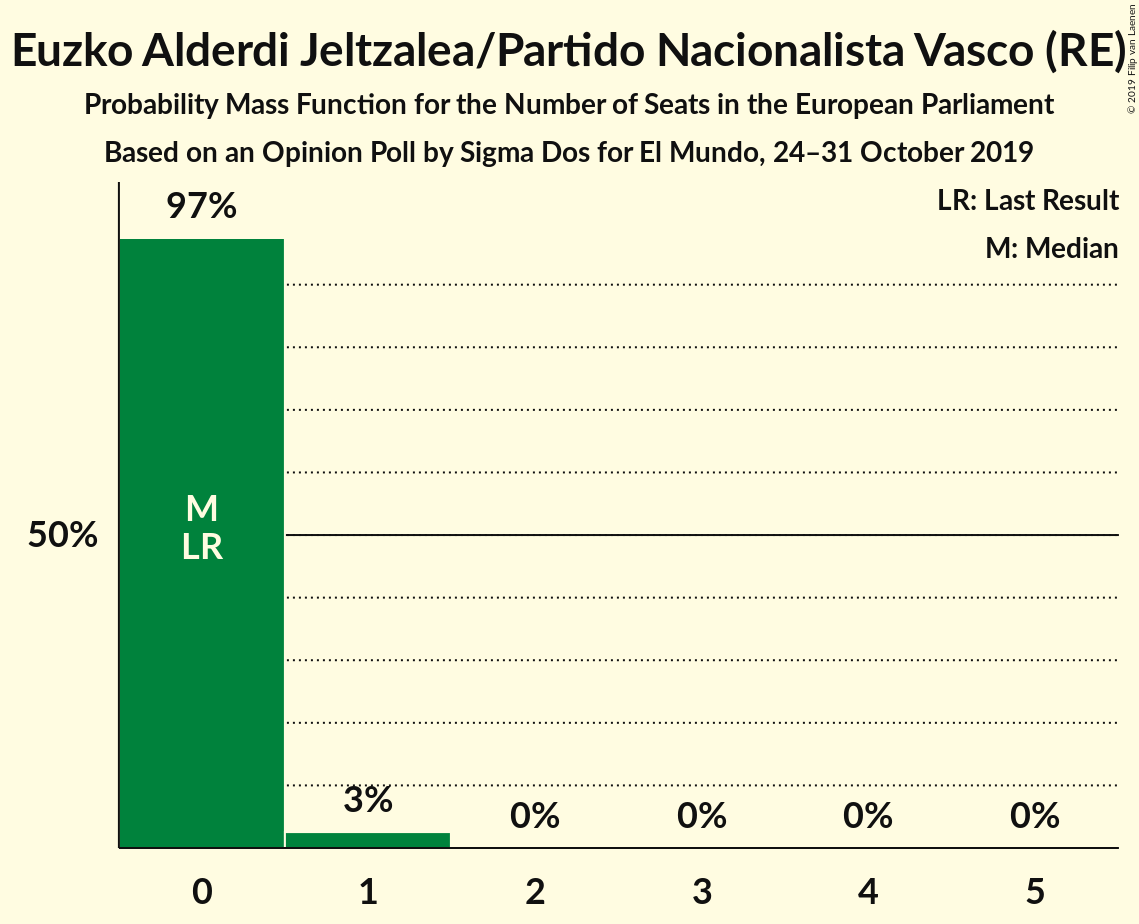 Euzko Alderdi Jeltzalea/Partido Nacionalista Vasco (RE)
Probability Mass Function for the Number of Seats in the European Parliament
Based on an Opinion Poll by Sigma Dos for El Mundo, 24–31 October 2019
© 2019 Filip van Laenen
LR: Last Result
M: Median
97%
50%
M
LR
3%
0%
0%
0%
0%
0
1
2
3
4
5